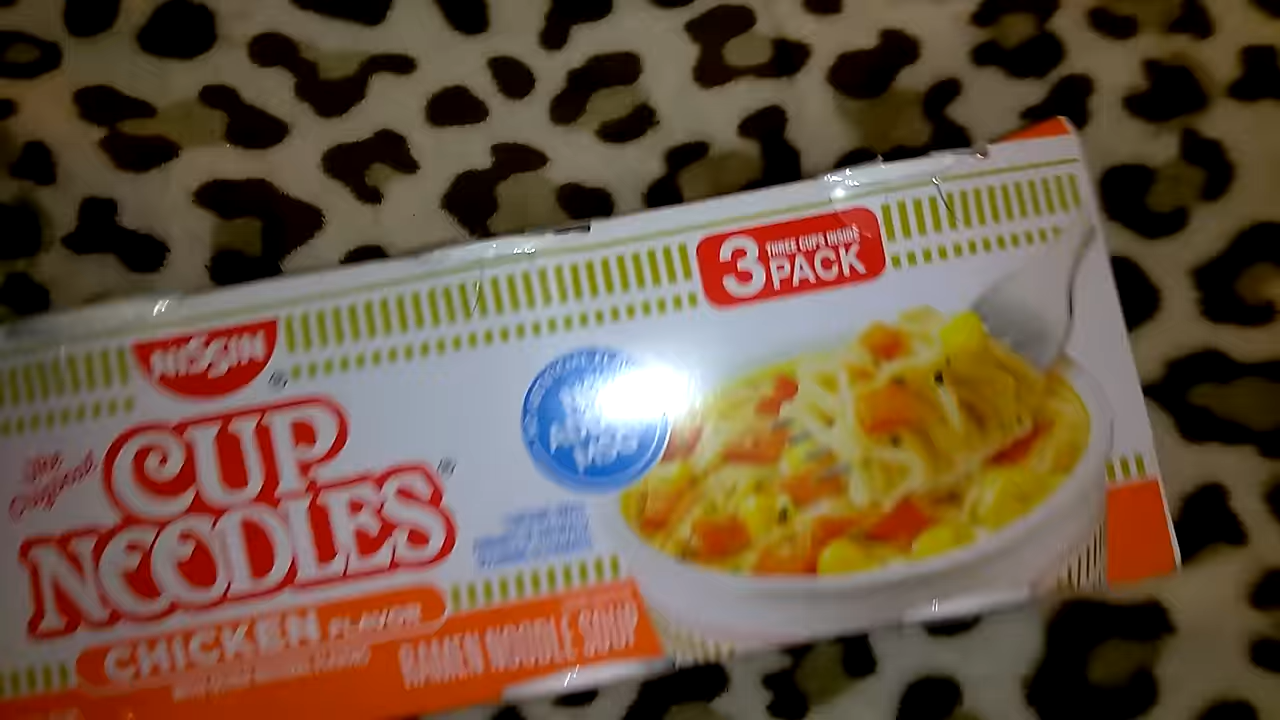 3 THREE CUPS INSIDE
PACK
NISSIN
The Original
CUP
NOODLES
CHICKEN FLAVOR
RAMEN NOODLE SOUP